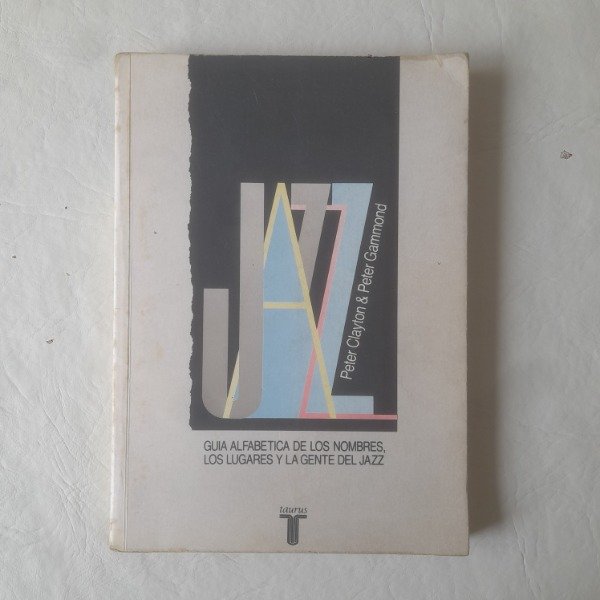 JAZZ
Peter Clayton & Peter Gammond
GUIA ALFABETICA DE LOS NOMBRES,
LOS LUGARES Y LA GENTE DEL JAZZ
taurus